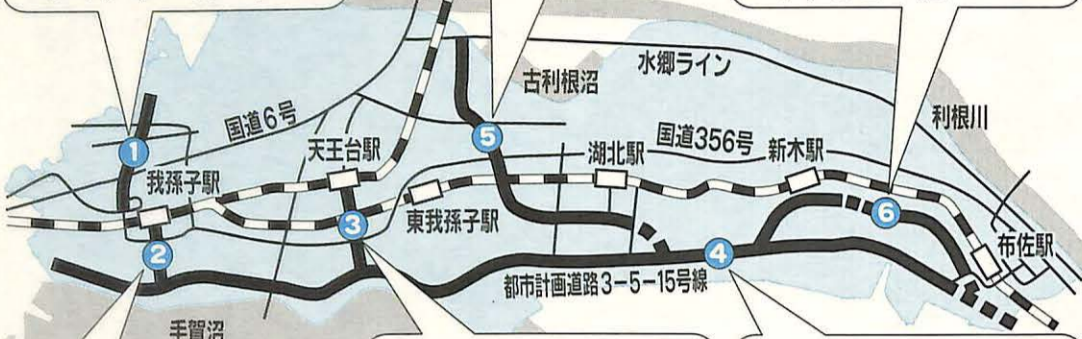 水郷ライン
古利根沼
利根川
国道6号
国道356号
天王台駅
湖北駅
新木駅
①
⑤
我孫子駅
東我孫子駅
③
⑥
②
④
布佐駅
都市計画道路3−5−15号線
手賀沼